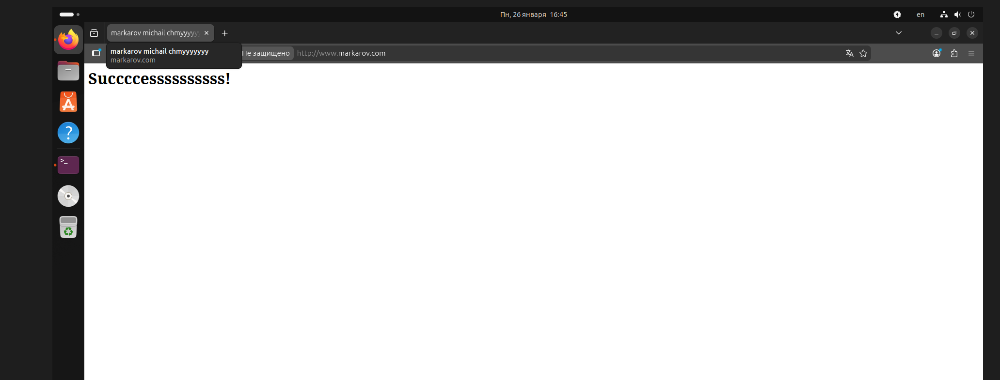 Пн, 26 января 16:45
en
markarov michail chmyyyyyy
markarov michail chmyyyyyyy
markarov.com
Не защищено http://www.markarov.com
Succccessssssssss!